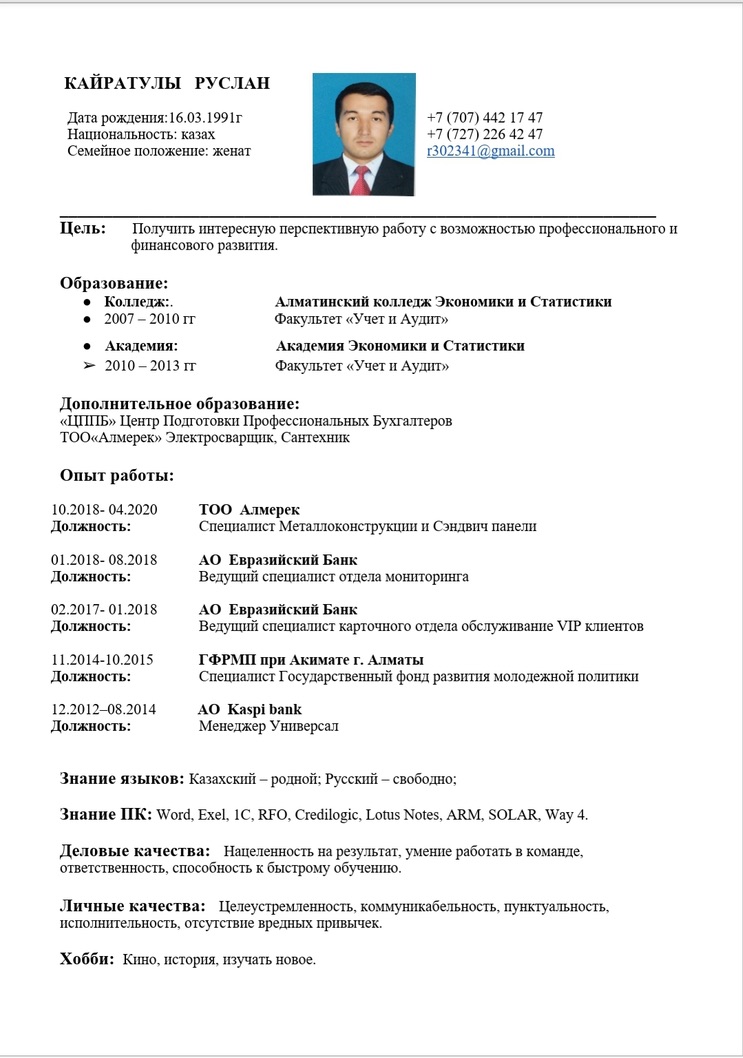 КАЙРАТУЛЫ РУСЛАН
Дата рождения:16.03.1991г
Национальность: казах
Семейное положение: женат
+7 (707) 442 17 47
+7 (727) 226 42 47
r302341@gmail.com
Цель: Получить интересную перспективную работу с возможностью профессионального и
финансового развития.
Образование:
● Колледж:. Алматинский колледж Экономики и Статистики
● 2007 – 2010 гг Факультет «Учет и Аудит»
● Академия: Академия Экономики и Статистики
➢ 2010 – 2013 гг Факультет «Учет и Аудит»
Дополнительное образование:
«ЦППБ» Центр Подготовки Профессиональных Бухгалтеров
ТОО«Алмерек» Электросварщик, Сантехник
Опыт работы:
10.2018- 04.2020 ТОО Алмерек
Должность: Специалист Металлоконструкции и Сэндвич панели
01.2018- 08.2018 АО Евразийский Банк
Должность: Ведущий специалист отдела мониторинга
02.2017- 01.2018 АО Евразийский Банк
Должность: Ведущий специалист карточного отдела обслуживание VIP клиентов
11.2014-10.2015 ГФРМП при Акимате г. Алматы
Должность: Специалист Государственный фонд развития молодежной политики
12.2012–08.2014 АО Kaspi bank
Должность: Менеджер Универсал
Знание языков: Казахский – родной; Русский – свободно;
Знание ПК: Word, Exel, 1C, RFO, Credilogic, Lotus Notes, ARM, SOLAR, Way 4.
Деловые качества: Нацеленность на результат, умение работать в команде,
ответственность, способность к быстрому обучению.
Личные качества: Целеустремленность, коммуникабельность, пунктуальность,
исполнительность, отсутствие вредных привычек.
Хобби: Кино, история, изучать новое.